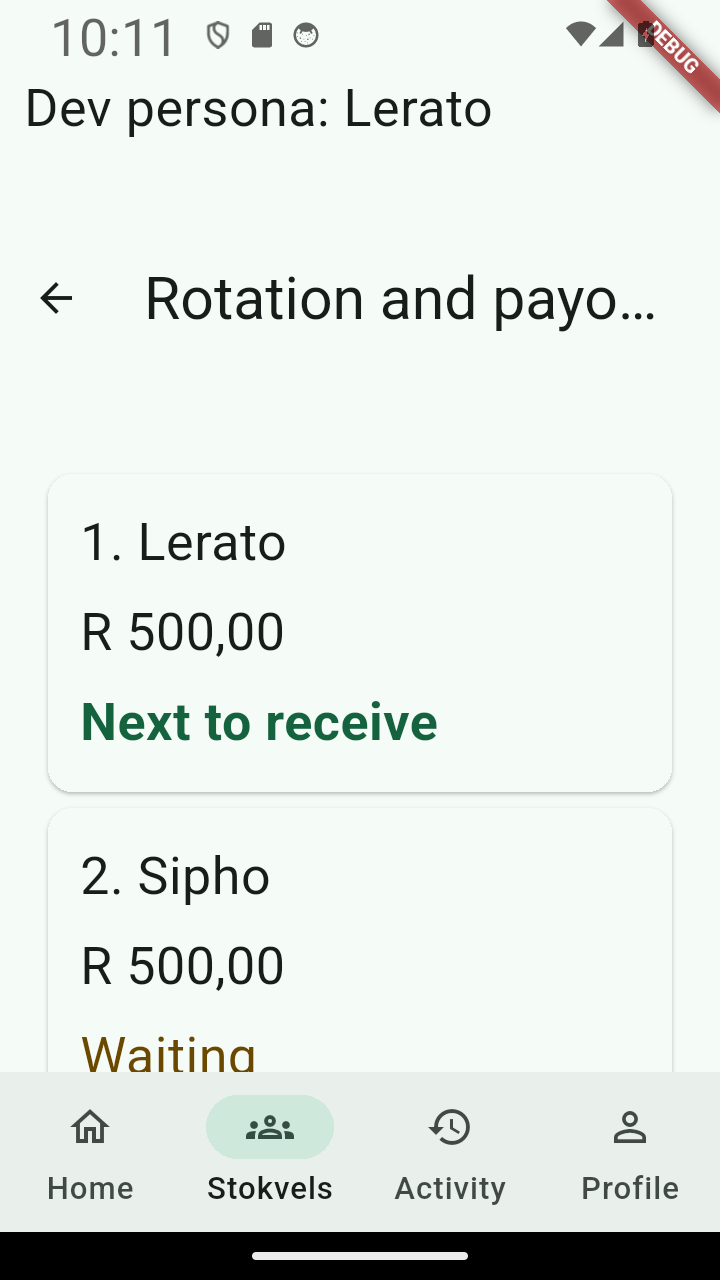 10:11
DEBUG
Dev persona: Lerato
Rotation and payo…
1. Lerato
R 500,00
Next to receive
2. Sipho
R 500,00
Waiting
Home
Stokvels
Activity
Profile